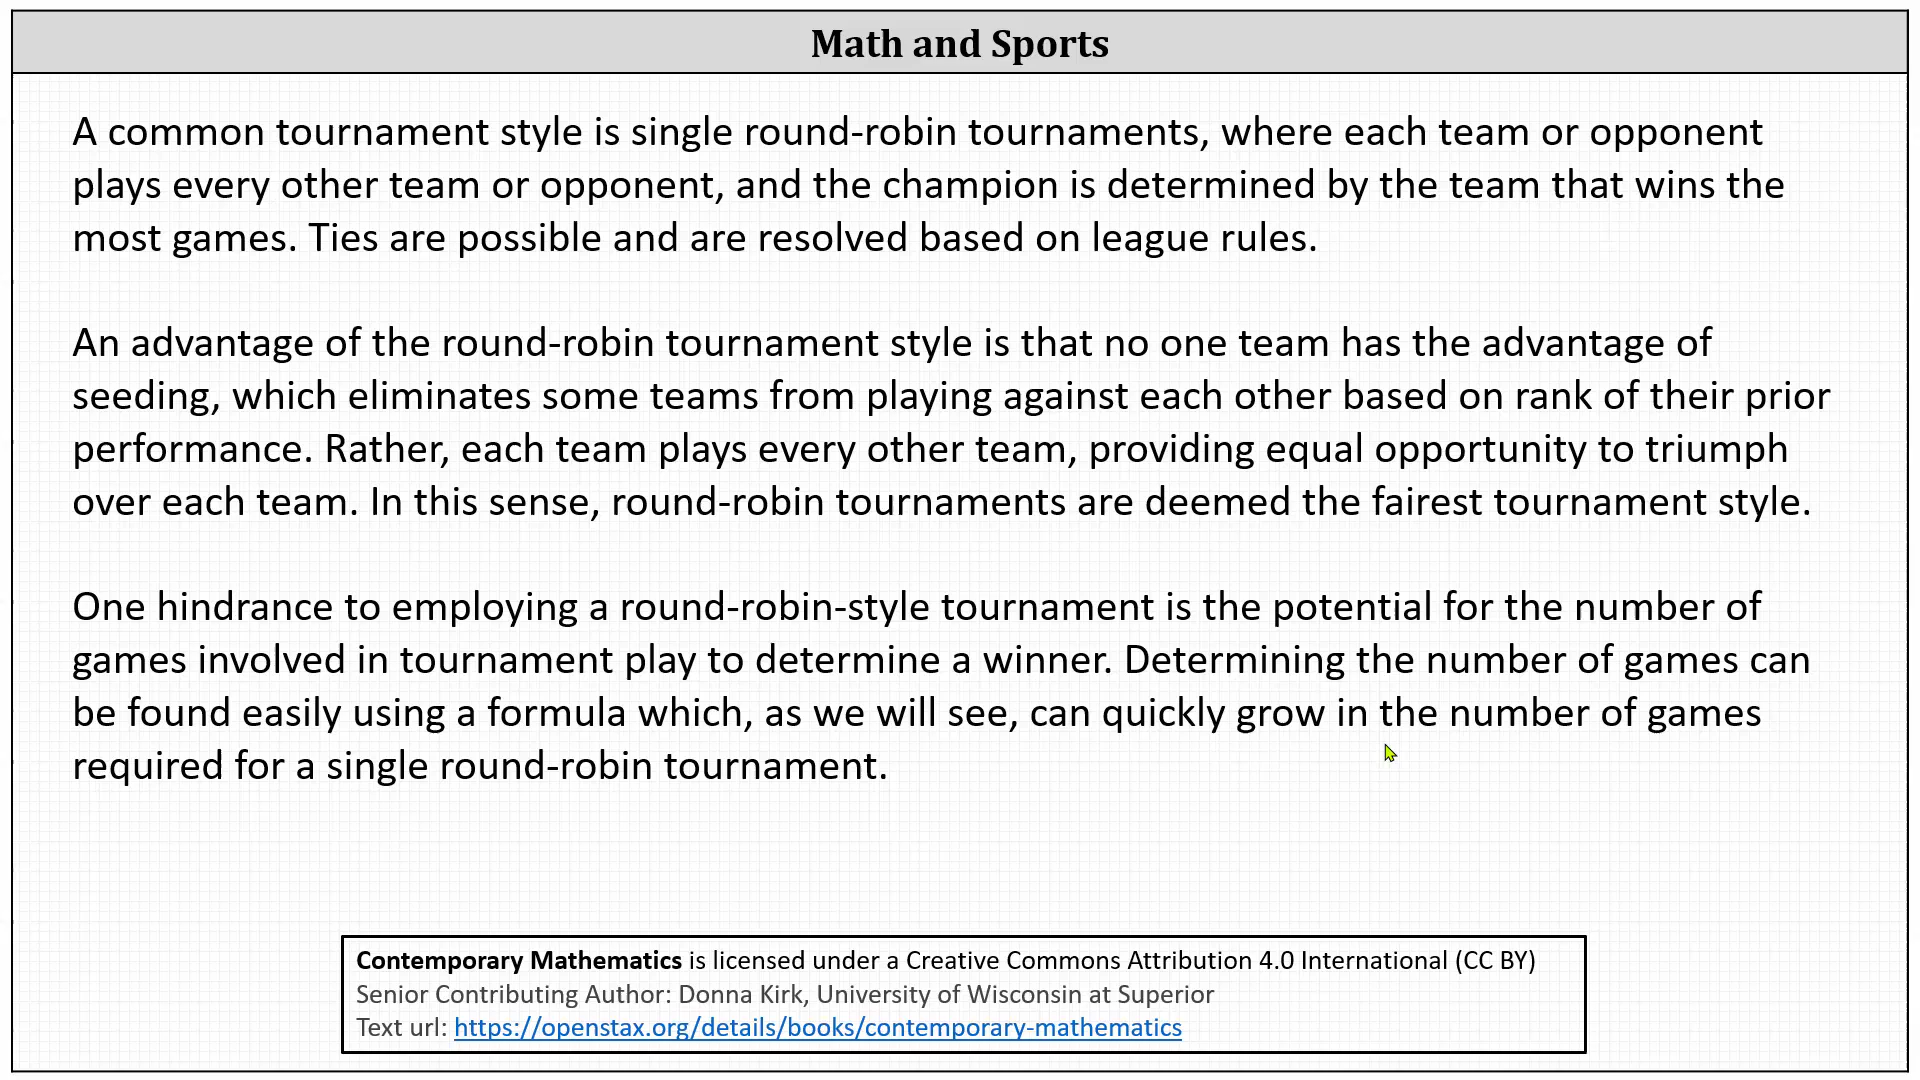 Math and Sports
A common tournament style is single round-robin tournaments, where each team or opponent
plays every other team or opponent, and the champion is determined by the team that wins the
most games. Ties are possible and are resolved based on league rules.
An advantage of the round-robin tournament style is that no one team has the advantage of
seeding, which eliminates some teams from playing against each other based on rank of their prior
performance. Rather, each team plays every other team, providing equal opportunity to triumph
over each team. In this sense, round-robin tournaments are deemed the fairest tournament style.
One hindrance to employing a round-robin-style tournament is the potential for the number of
games involved in tournament play to determine a winner. Determining the number of games can
be found easily using a formula which, as we will see, can quickly grow in the number of games
required for a single round-robin tournament.
Contemporary Mathematics is licensed under a Creative Commons Attribution 4.0 International (CC BY)
Senior Contributing Author: Donna Kirk, University of Wisconsin at Superior
Text url: https://openstax.org/details/books/contemporary-mathematics